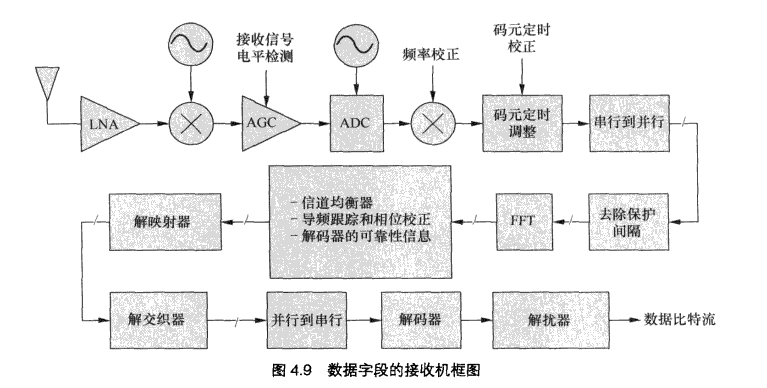 接收信号
电平检测
频率校正
码元定时
校正
LNA
AGC
ADC
码元定时
调整
串行到并行
解映射器
– 信道均衡器
– 导频跟踪和相位校正
– 解码器的可靠性信息
FFT
去除保护
间隔
解交织器
并行到串行
解码器
解扰器
数据比特流
图 4.9 数据字段的接收机框图